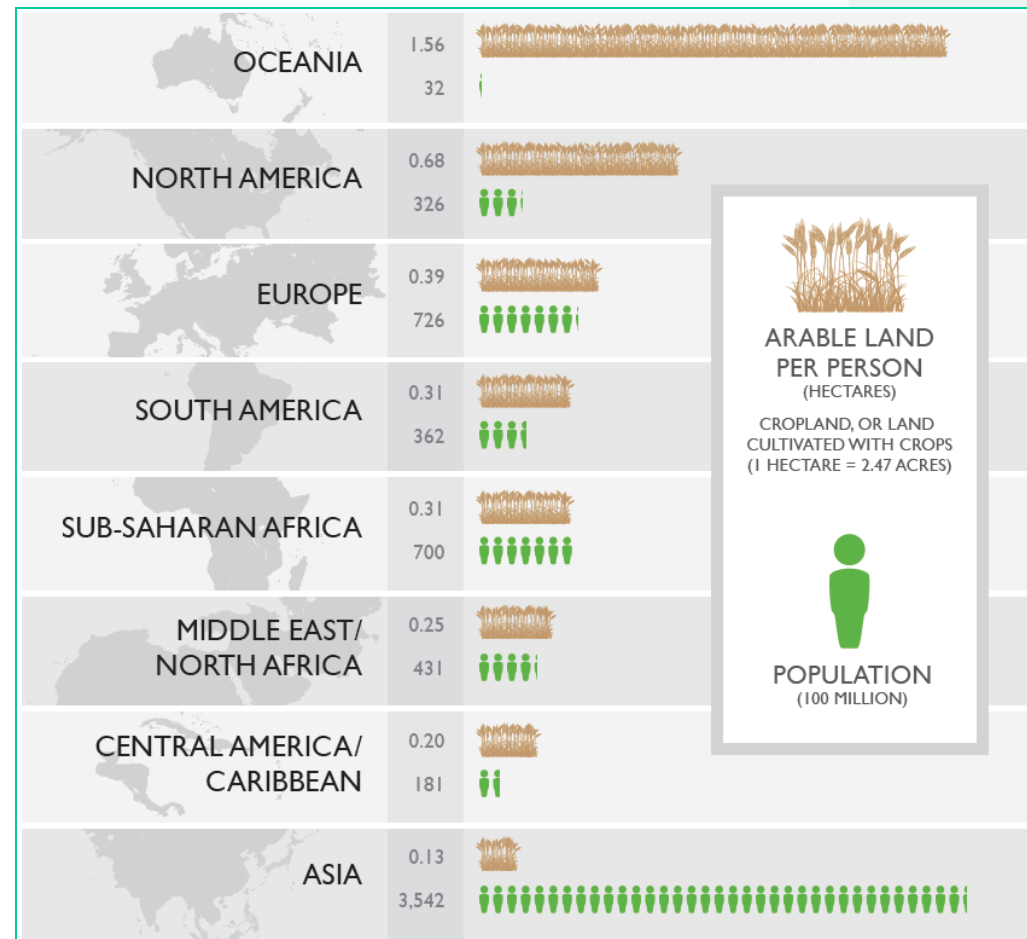 OCEANIA
1.56
32
NORTH AMERICA
0.68
326
EUROPE
0.39
726
SOUTH AMERICA
0.31
362
SUB-SAHARAN AFRICA
0.31
700
MIDDLE EAST/
NORTH AFRICA
0.25
431
CENTRAL AMERICA/
CARIBBEAN
0.20
181
ASIA
0.13
3,542
ARABLE LAND
PER PERSON
(HECTARES)
CROPLAND, OR LAND
CULTIVATED WITH CROPS
(1 HECTARE = 2.47 ACRES)
POPULATION
(100 MILLION)